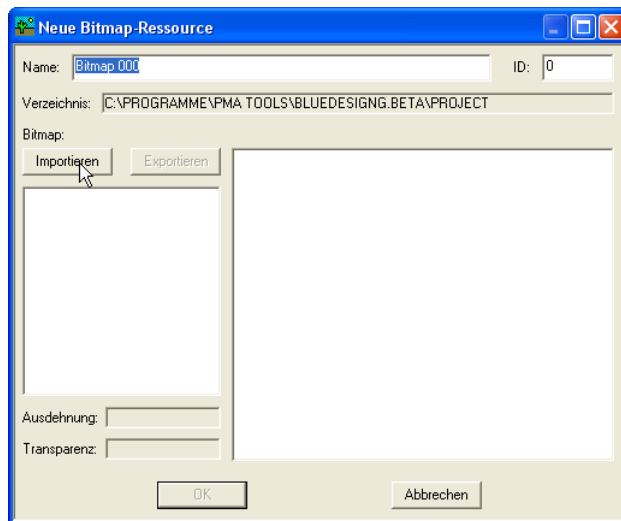 Neue Bitmap-Ressource
Name: Bitmap 000 ID: 0
Verzeichnis: C:\PROGRAMME\PMA TOOLS\BLUEDESIGNG.BETA\PROJECT
Bitmap:
Importieren Exportieren
Ausdehnung:
Transparenz:
OK Abbrechen